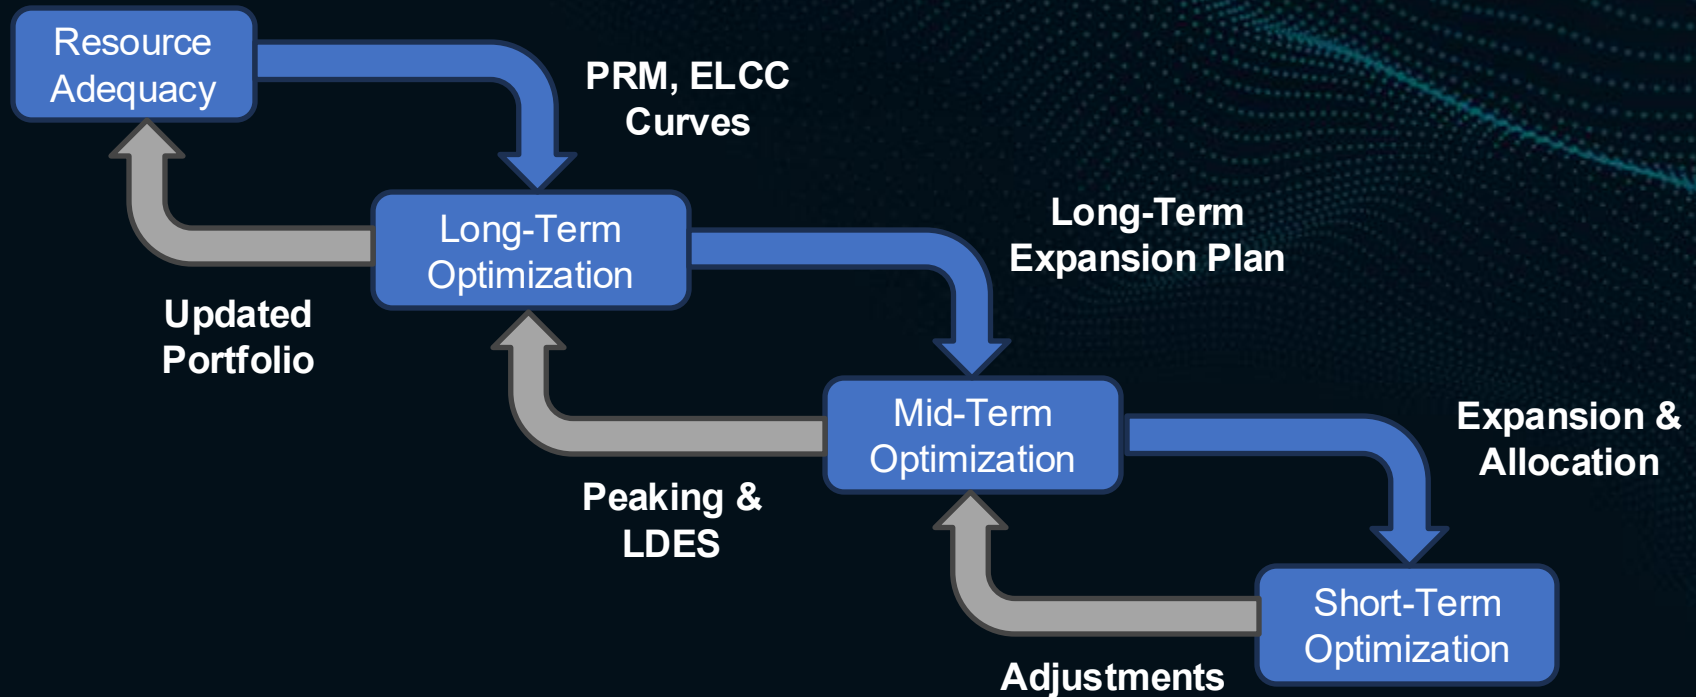 Resource
Adequacy
PRM, ELCC
Curves
Long-Term
Optimization
Long-Term
Expansion Plan
Updated
Portfolio
Mid-Term
Optimization
Expansion &
Allocation
Peaking &
LDES
Short-Term
Optimization
Adjustments